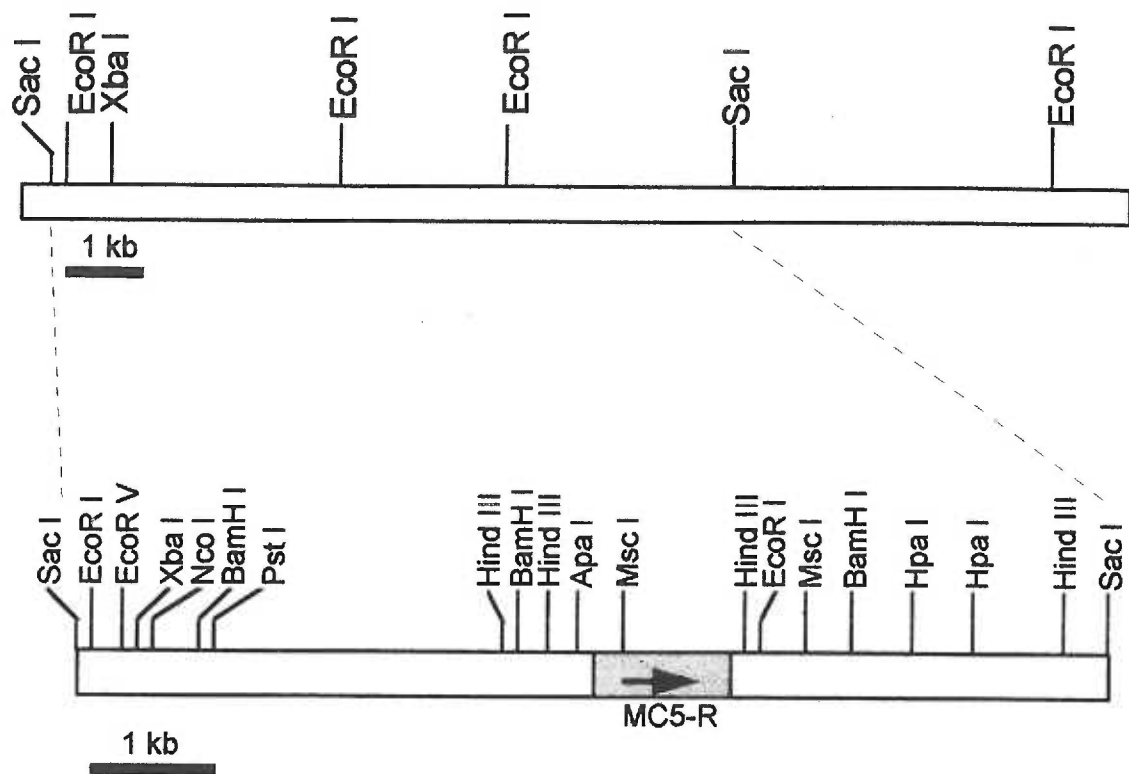 Sac I
EcoR I
Xba I
EcoR I
EcoR I
Sac I
EcoR I
1 kb
Sac I
EcoR I
EcoR V
Xba I
Nco I
BamH I
Pst I
Hind III
BamH I
Hind III
Apa I
Msc I
Hind III
EcoR I
Msc I
BamH I
Hpa I
Hpa I
Hind III
Sac I
MC5-R
1 kb